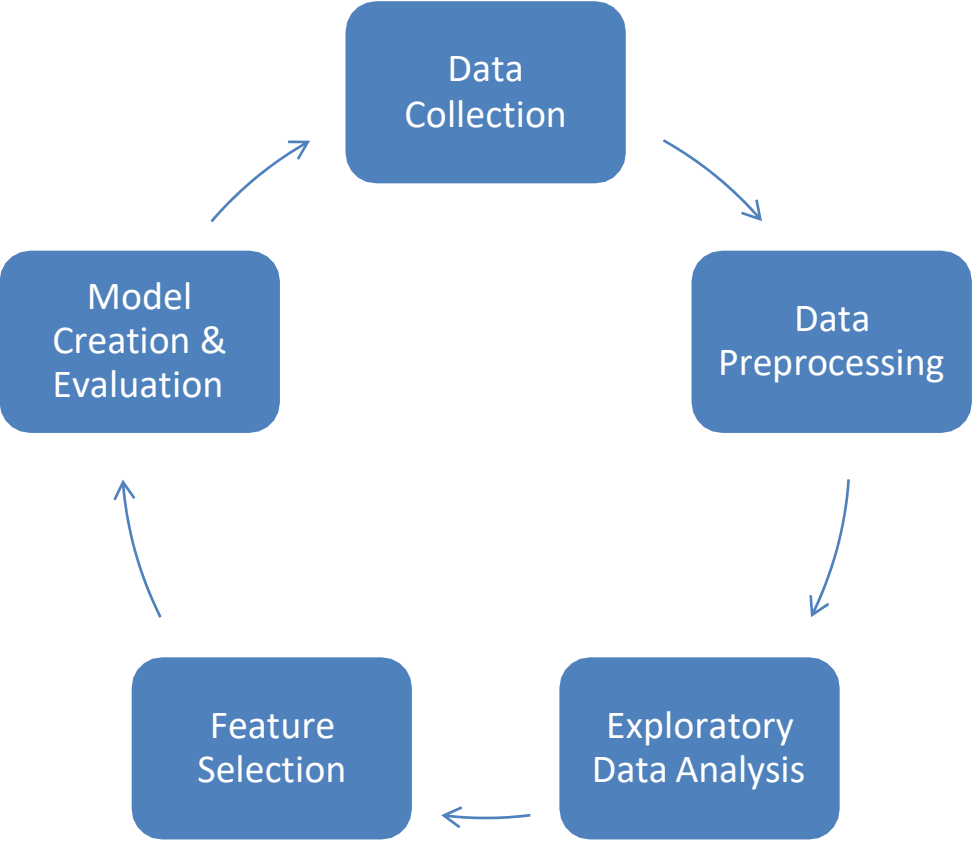 Data
Collection
Data
Preprocessing
Exploratory
Data Analysis
Feature
Selection
Model
Creation &
Evaluation